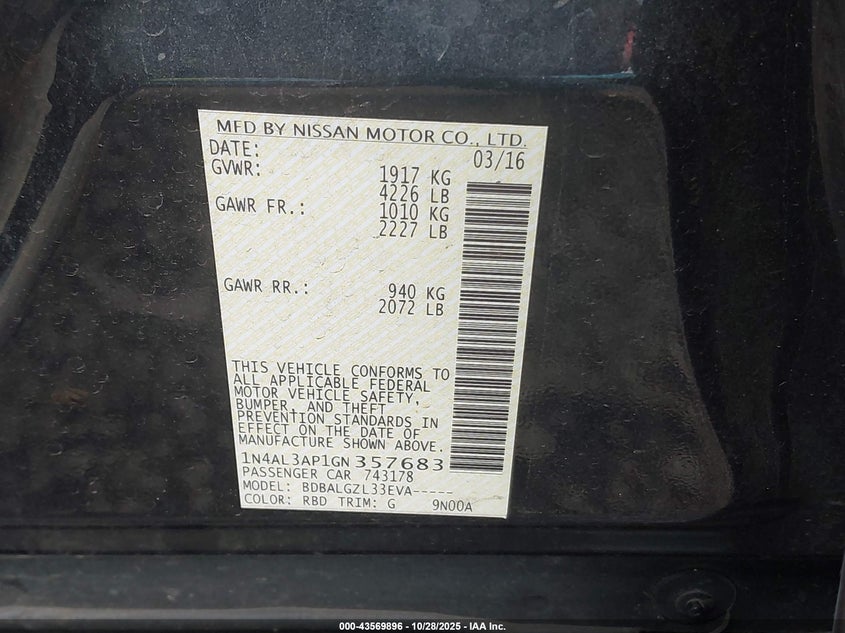 MFD BY NISSAN MOTOR CO., LTD.
DATE: 03/16
GVWR: 1917 KG
4226 LB
GAWR FR.: 1010 KG
2227 LB
GAWR RR.: 940 KG
2072 LB
THIS VEHICLE CONFORMS TO
ALL APPLICABLE FEDERAL
MOTOR VEHICLE SAFETY,
BUMPER, AND THEFT
PREVENTION STANDARDS IN
EFFECT ON THE DATE OF
MANUFACTURE SHOWN ABOVE.
1N4AL3AP1GN357683
PASSENGER CAR 743178
MODEL: BDBALGZL33EVA-----
COLOR: RBD TRIM: G 9N00A
000-43569896 - 10/28/2025 - IAA Inc.